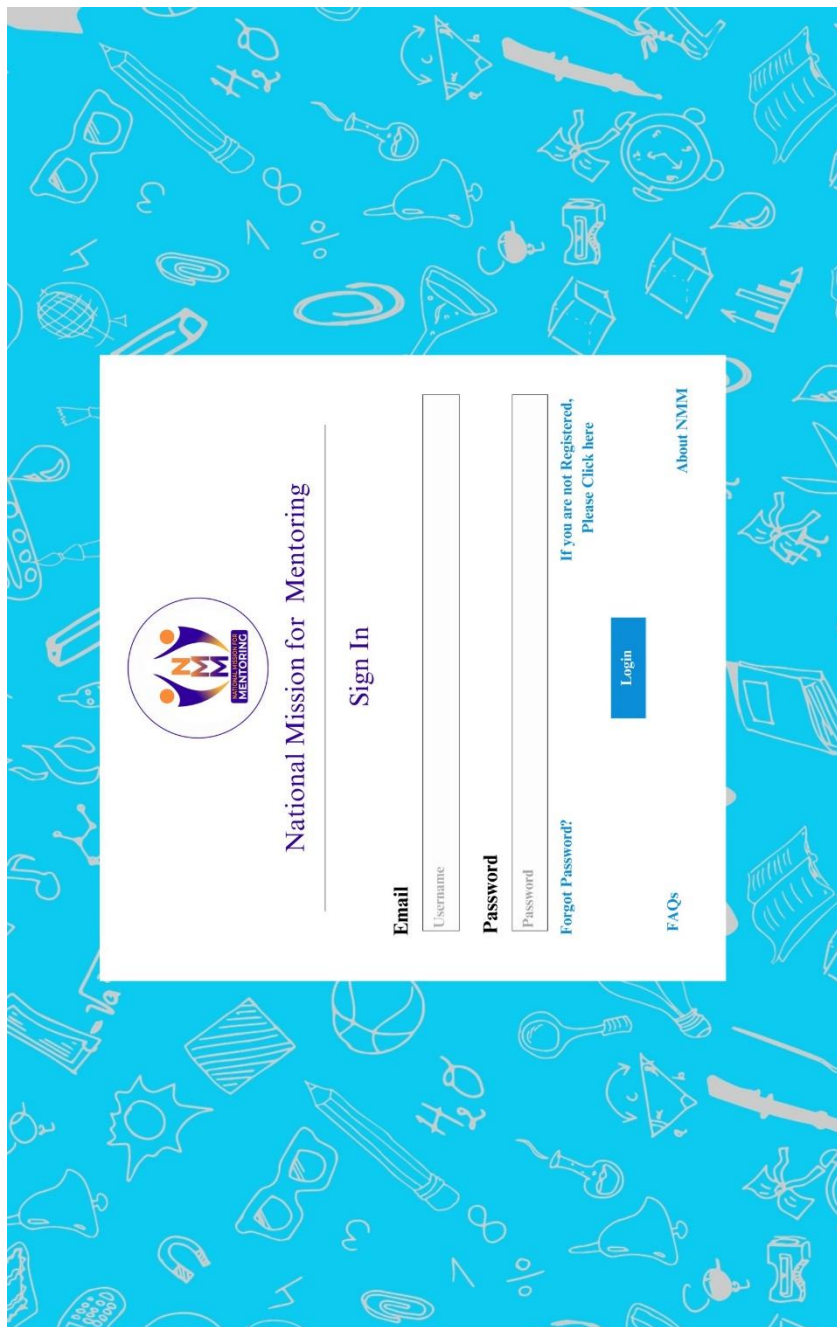 NMM
NATIONAL MISSION FOR
MENTORING
National Mission for Mentoring
Sign In
Email
Username
Password
Password
Forgot Password?
If you are not Registered,
Please Click here
Login
FAQs
About NMM